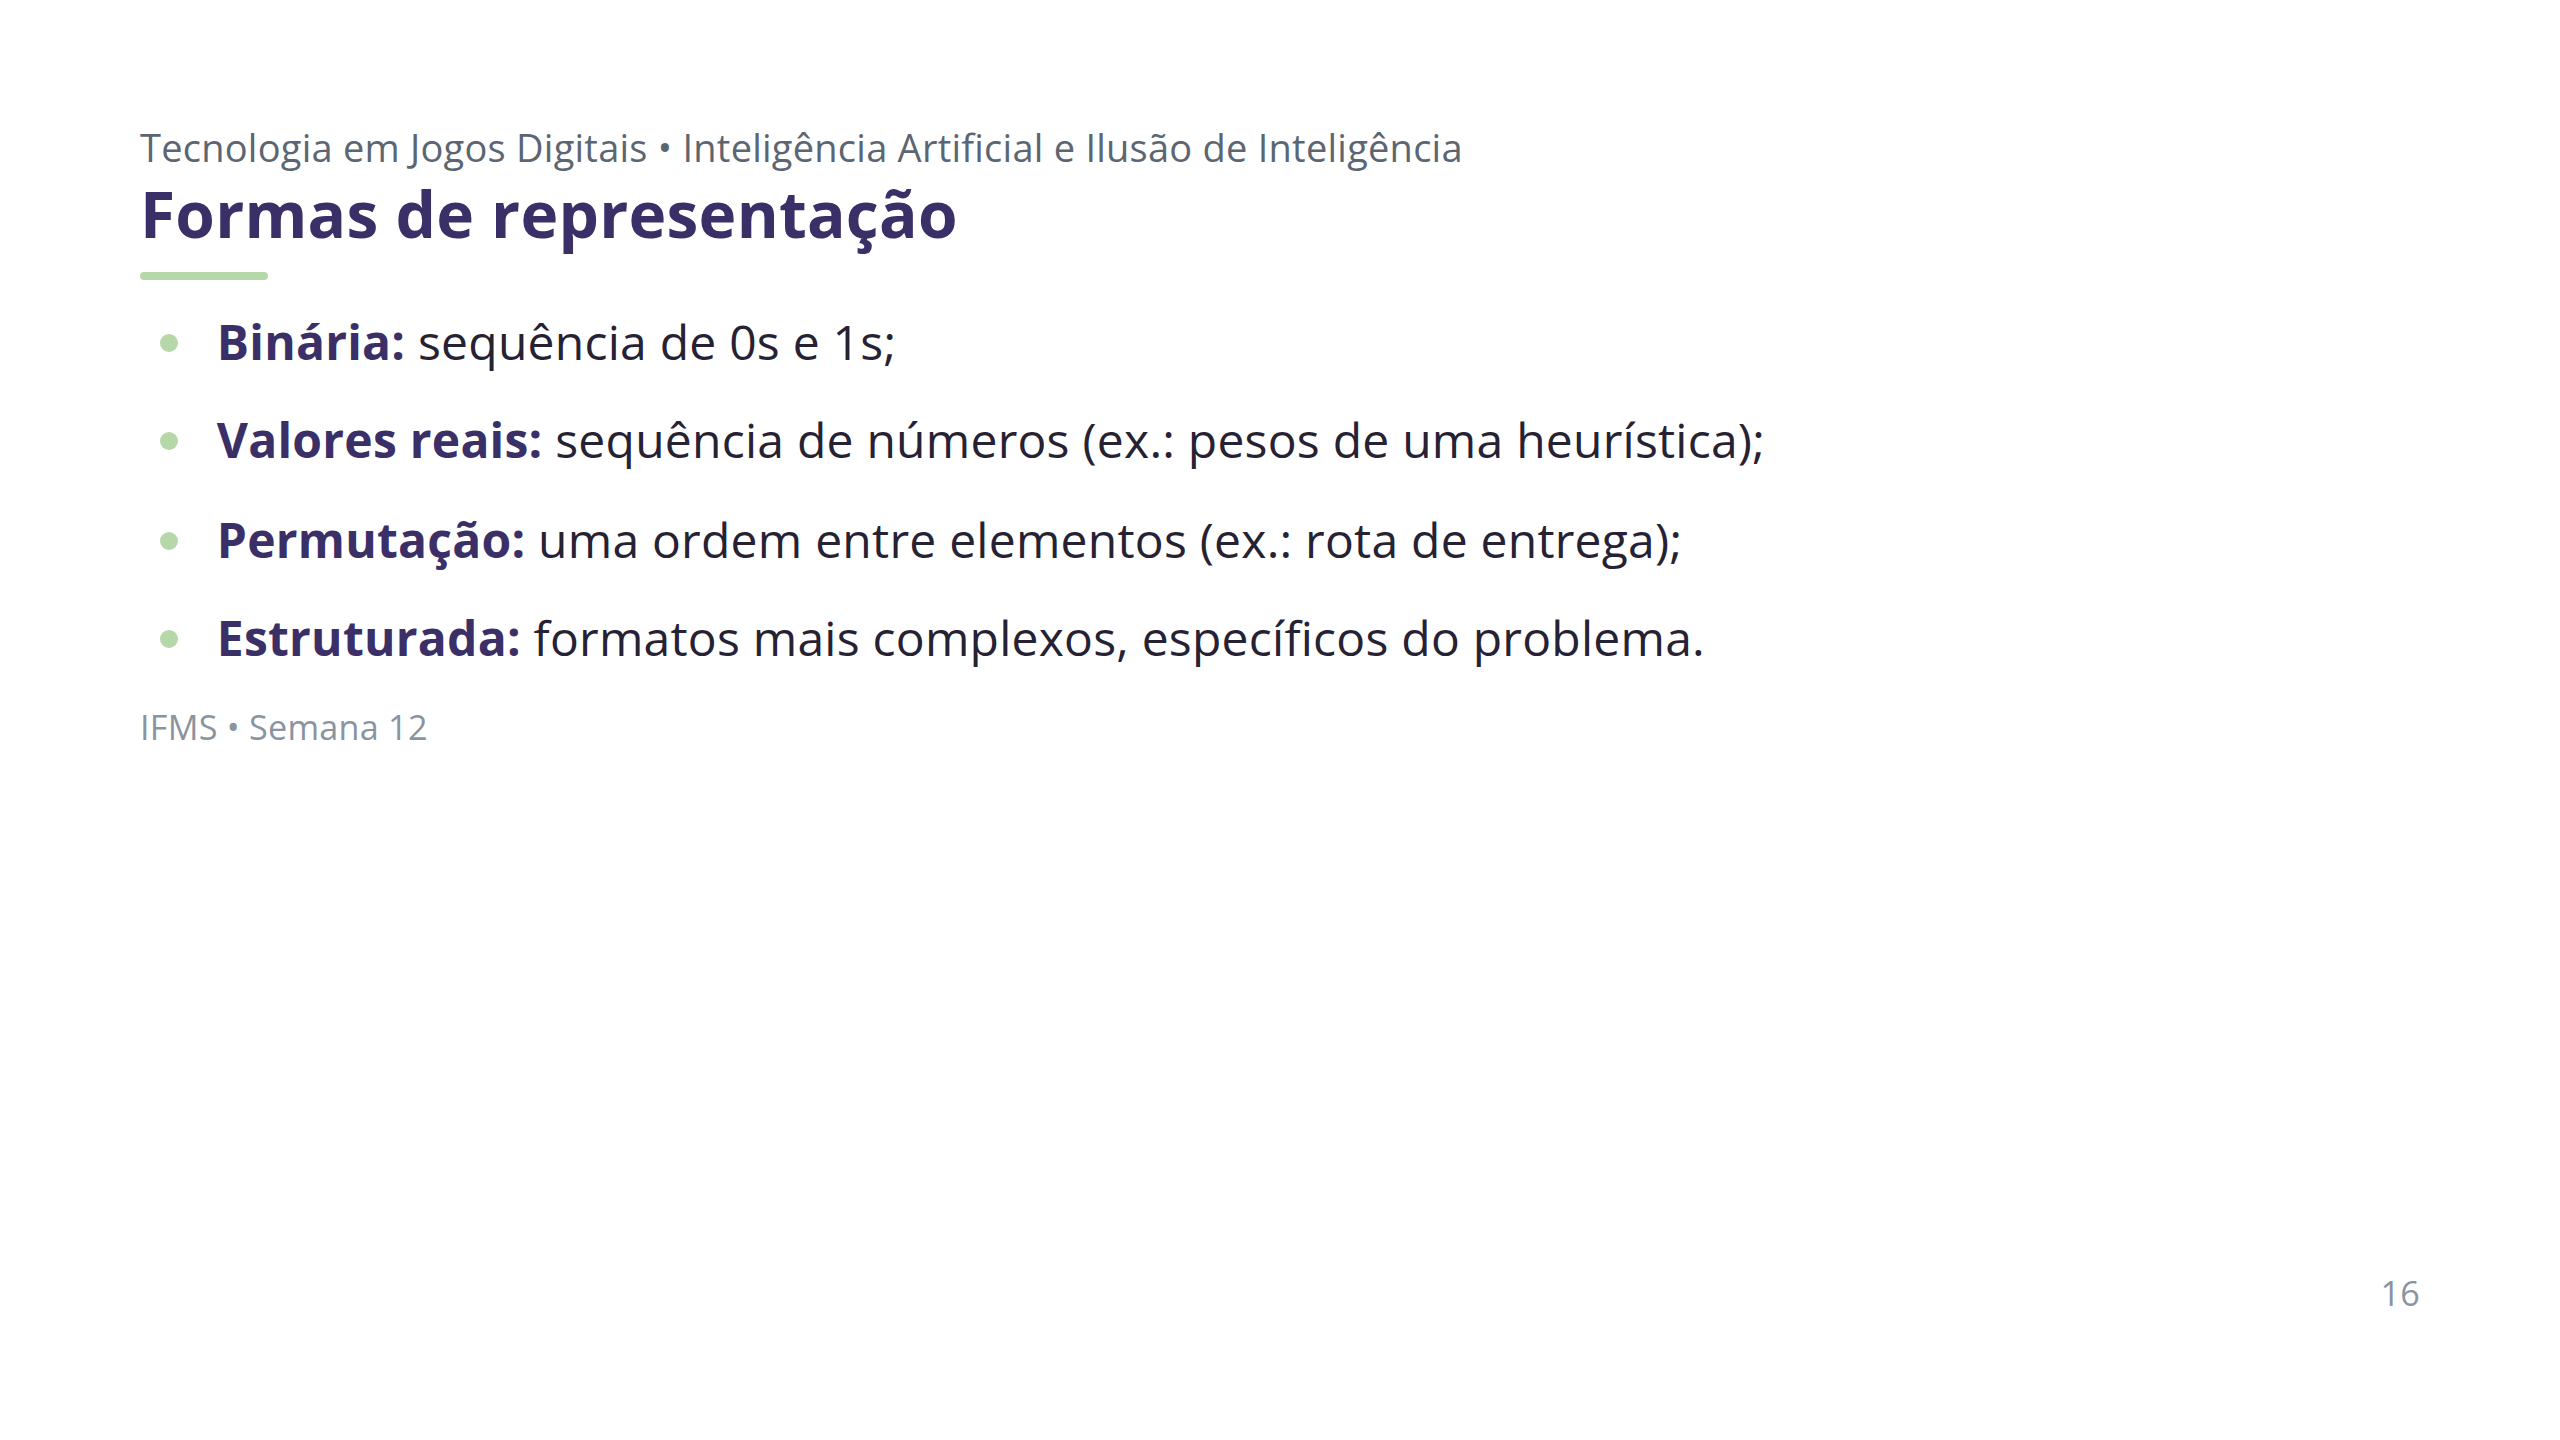 Tecnologia em Jogos Digitais • Inteligência Artificial e Ilusão de Inteligência
Formas de representação
• Binária: sequência de 0s e 1s;
• Valores reais: sequência de números (ex.: pesos de uma heurística);
• Permutação: uma ordem entre elementos (ex.: rota de entrega);
• Estruturada: formatos mais complexos, específicos do problema.
IFMS • Semana 12
16